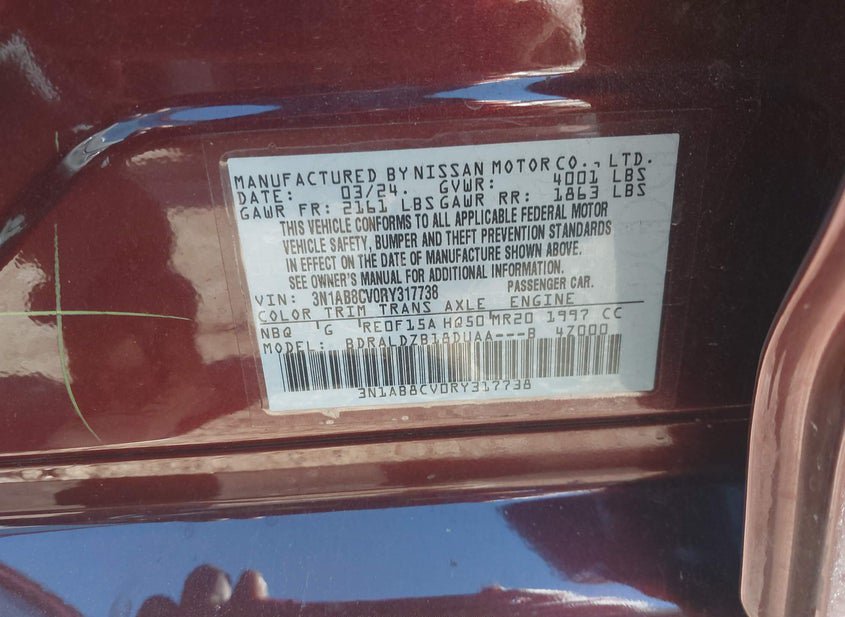 MANUFACTURED BY NISSAN MOTOR CO., LTD.
DATE: 03/24. GVWR: 4001 LBS
GAWR FR: 2161 LBS GAWR RR: 1863 LBS
THIS VEHICLE CONFORMS TO ALL APPLICABLE FEDERAL MOTOR
VEHICLE SAFETY, BUMPER AND THEFT PREVENTION STANDARDS
IN EFFECT ON THE DATE OF MANUFACTURE SHOWN ABOVE.
SEE OWNER'S MANUAL FOR ADDITIONAL INFORMATION.
VIN: 3N1AB8CV0RY317738 PASSENGER CAR.
COLOR TRIM TRANS AXLE ENGINE
NBQ G RE0F15A HQ50 MR20 1997 CC
MODEL: BDRALDZB18DUAA---B 4Z000
3N1AB8CV0RY317738